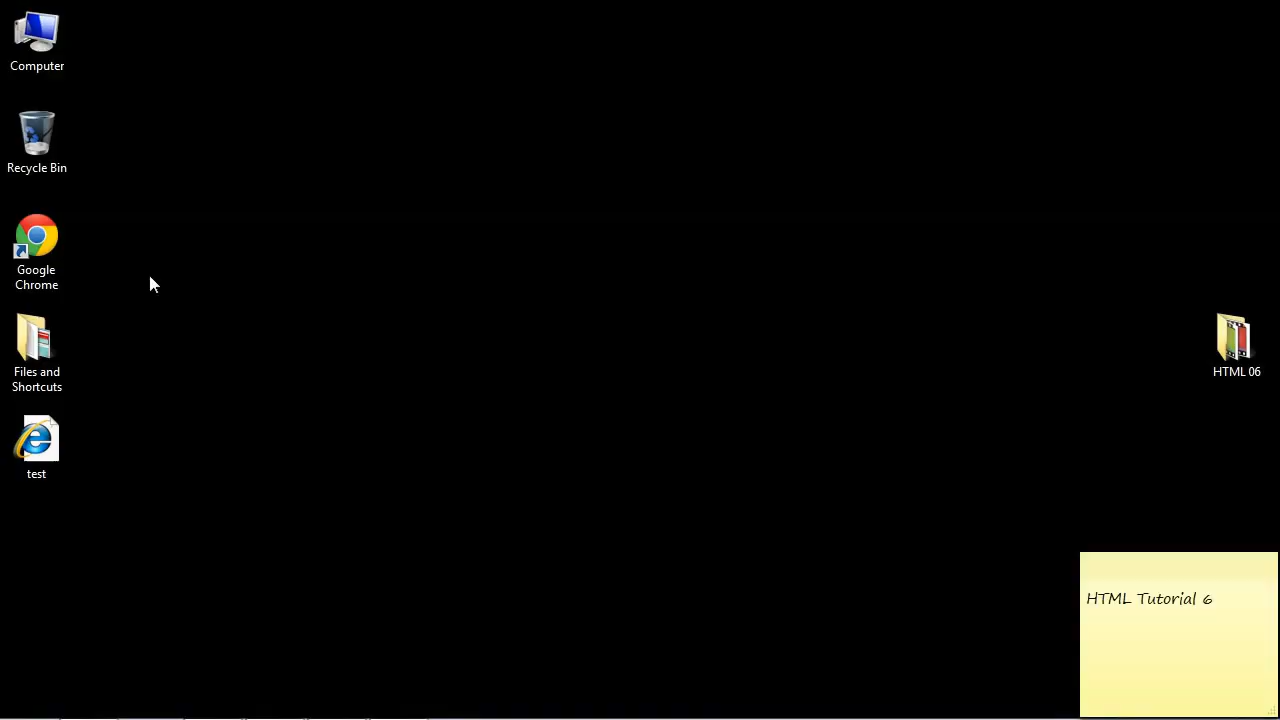 Computer
Recycle Bin
Google
Chrome
Files and
Shortcuts
test
HTML 06
HTML Tutorial 6